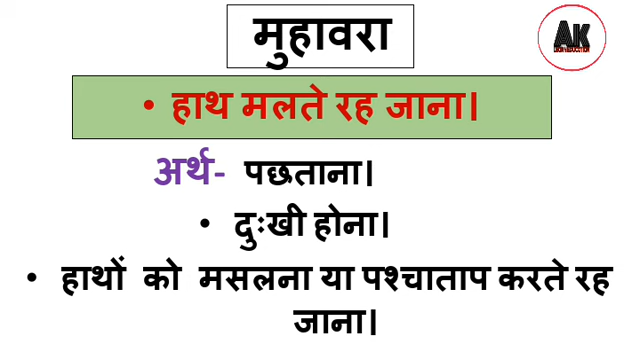 मुहावरा
AK
• हाथ मलते रह जाना।
अर्थ- पछताना।
• दुःखी होना।
• हाथों को मसलना या पश्चाताप करते रह
जाना।